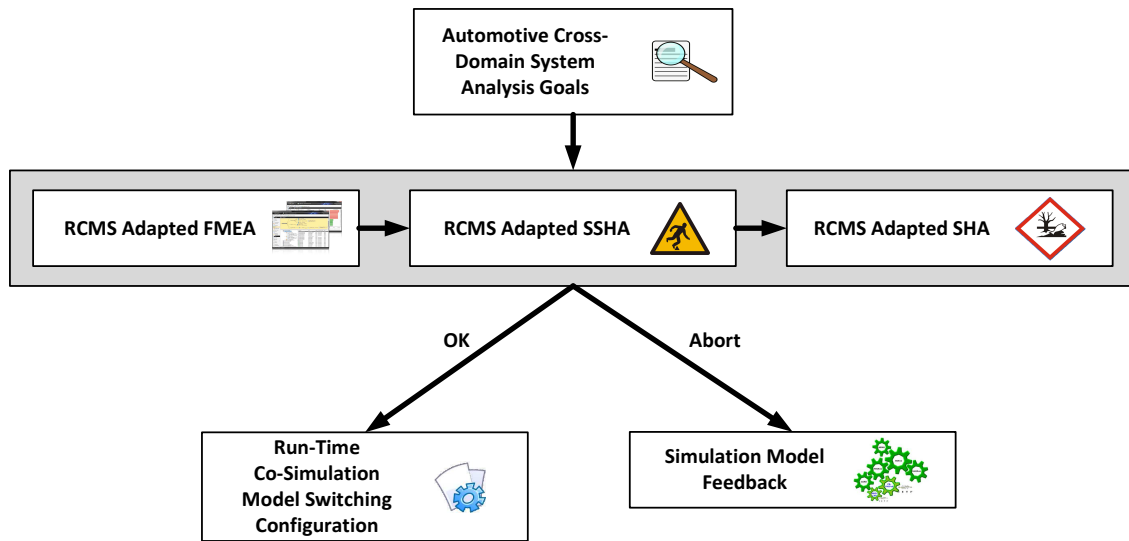 Automotive Cross-
Domain System
Analysis Goals
RCMS Adapted FMEA
RCMS Adapted SSHA
RCMS Adapted SHA
OK
Abort
Run-Time
Co-Simulation
Model Switching
Configuration
Simulation Model
Feedback